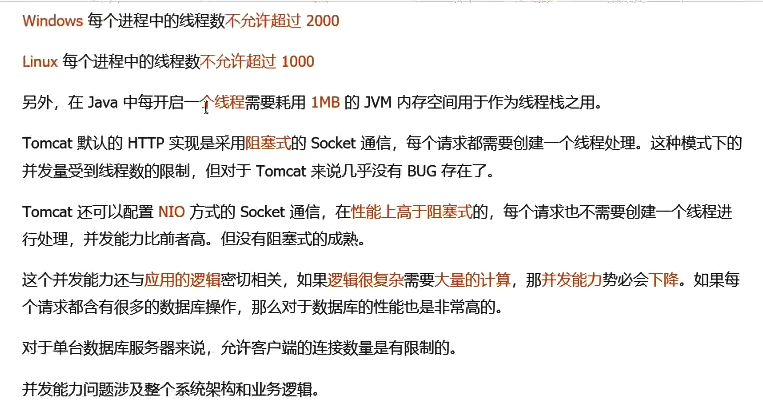 Windows 每个进程中的线程数不允许超过 2000
Linux 每个进程中的线程数不允许超过 1000
另外，在 Java 中每开启一个线程需要耗用 1MB 的 JVM 内存空间用于作为线程栈之用。
Tomcat 默认的 HTTP 实现是采用阻塞式的 Socket 通信，每个请求都需要创建一个线程处理。这种模式下的
并发量受到线程数的限制，但对于 Tomcat 来说几乎没有 BUG 存在了。
Tomcat 还可以配置 NIO 方式的 Socket 通信，在性能上高于阻塞式的，每个请求也不需要创建一个线程进
行处理，并发能力比前者高。但没有阻塞式的成熟。
这个并发能力还与应用的逻辑密切相关，如果逻辑很复杂需要大量的计算，那并发能力势必会下降。如果每
个请求都含有很多的数据库操作，那么对于数据库的性能也是非常高的。
对于单台数据库服务器来说，允许客户端的连接数量是有限制的。
并发能力问题涉及整个系统架构和业务逻辑。